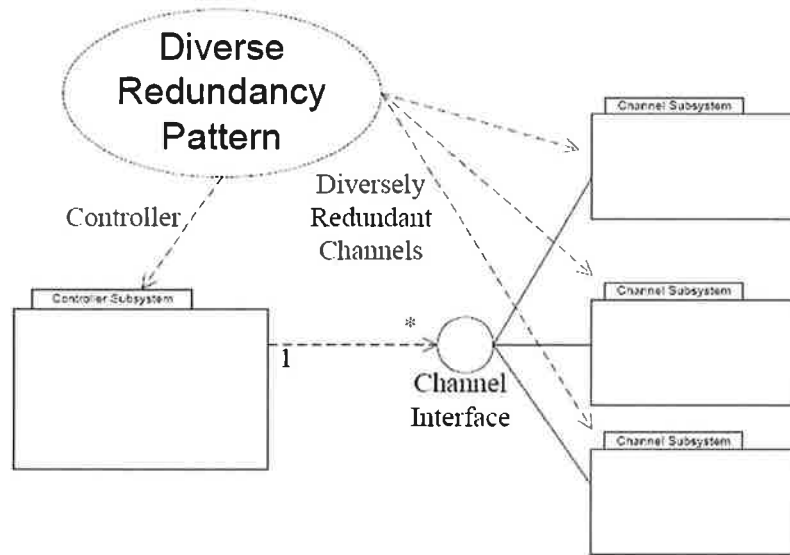 Diverse
Redundancy
Pattern
Channel Subsystem
Controller
Diversely
Redundant
Channels
Controller Subsystem
Channel Subsystem
*
1
Channel
Interface
Channel Subsystem